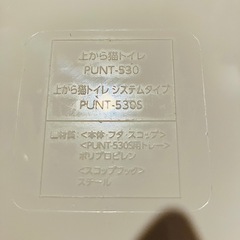 上から猫トイレ
PUNT-530
上から猫トイレ システムタイプ
PUNT-530S
■材質：<本体・フタ・スコップ>
<PUNT-530S用トレー>
ポリプロピレン
<スコップフック>
スチール